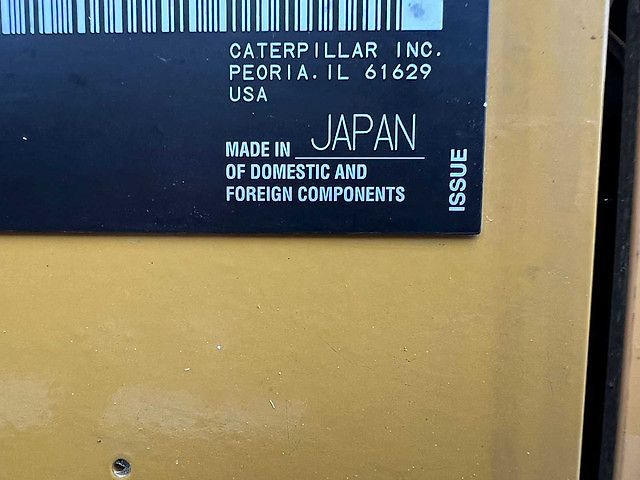 CATERPILLAR INC.
PEORIA. IL 61629
USA
MADE IN JAPAN
OF DOMESTIC AND
FOREIGN COMPONENTS
ISSUE